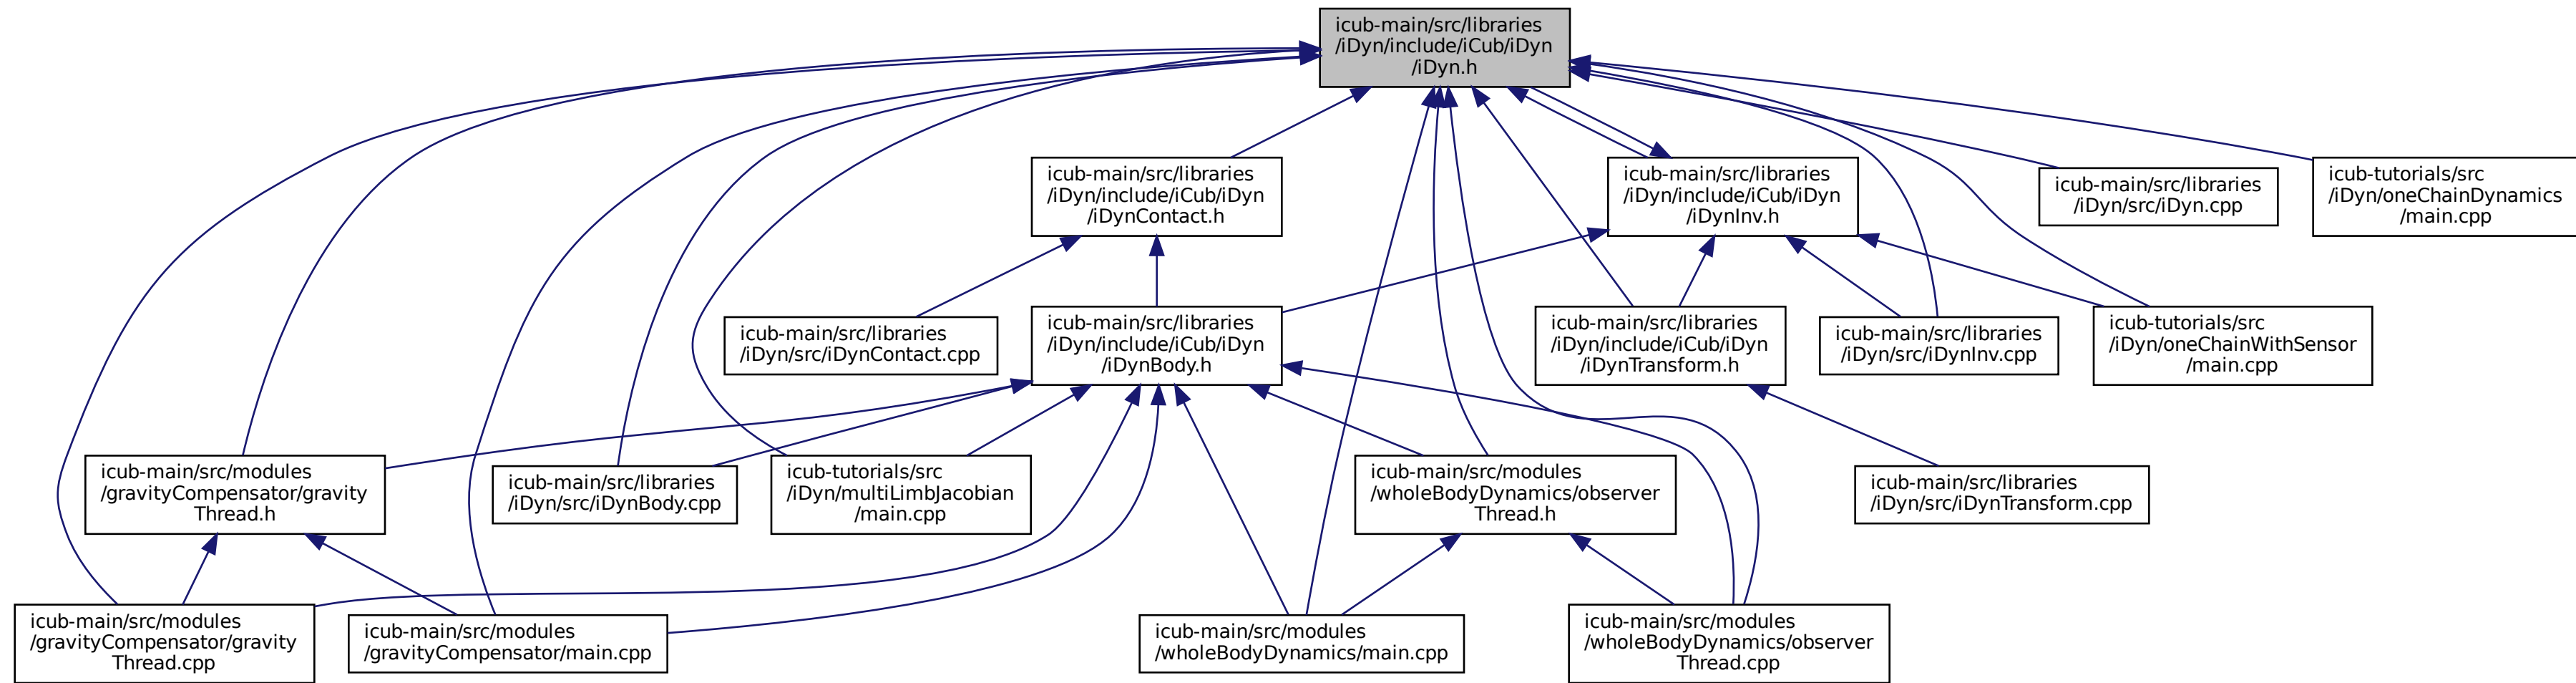 icub-main/src/libraries
/iDyn/include/iCub/iDyn
/iDyn.h
icub-main/src/libraries
/iDyn/include/iCub/iDyn
/iDynContact.h
icub-main/src/libraries
/iDyn/include/iCub/iDyn
/iDynInv.h
icub-main/src/libraries
/iDyn/src/iDyn.cpp
icub-tutorials/src
/iDyn/oneChainDynamics
/main.cpp
icub-main/src/libraries
/iDyn/src/iDynContact.cpp
icub-main/src/libraries
/iDyn/include/iCub/iDyn
/iDynBody.h
icub-main/src/libraries
/iDyn/include/iCub/iDyn
/iDynTransform.h
icub-main/src/libraries
/iDyn/src/iDynInv.cpp
icub-tutorials/src
/iDyn/oneChainWithSensor
/main.cpp
icub-main/src/modules
/gravityCompensator/gravity
Thread.h
icub-main/src/libraries
/iDyn/src/iDynBody.cpp
icub-tutorials/src
/iDyn/multiLimbJacobian
/main.cpp
icub-main/src/modules
/wholeBodyDynamics/observer
Thread.h
icub-main/src/libraries
/iDyn/src/iDynTransform.cpp
icub-main/src/modules
/gravityCompensator/gravity
Thread.cpp
icub-main/src/modules
/gravityCompensator/main.cpp
icub-main/src/modules
/wholeBodyDynamics/main.cpp
icub-main/src/modules
/wholeBodyDynamics/observer
Thread.cpp